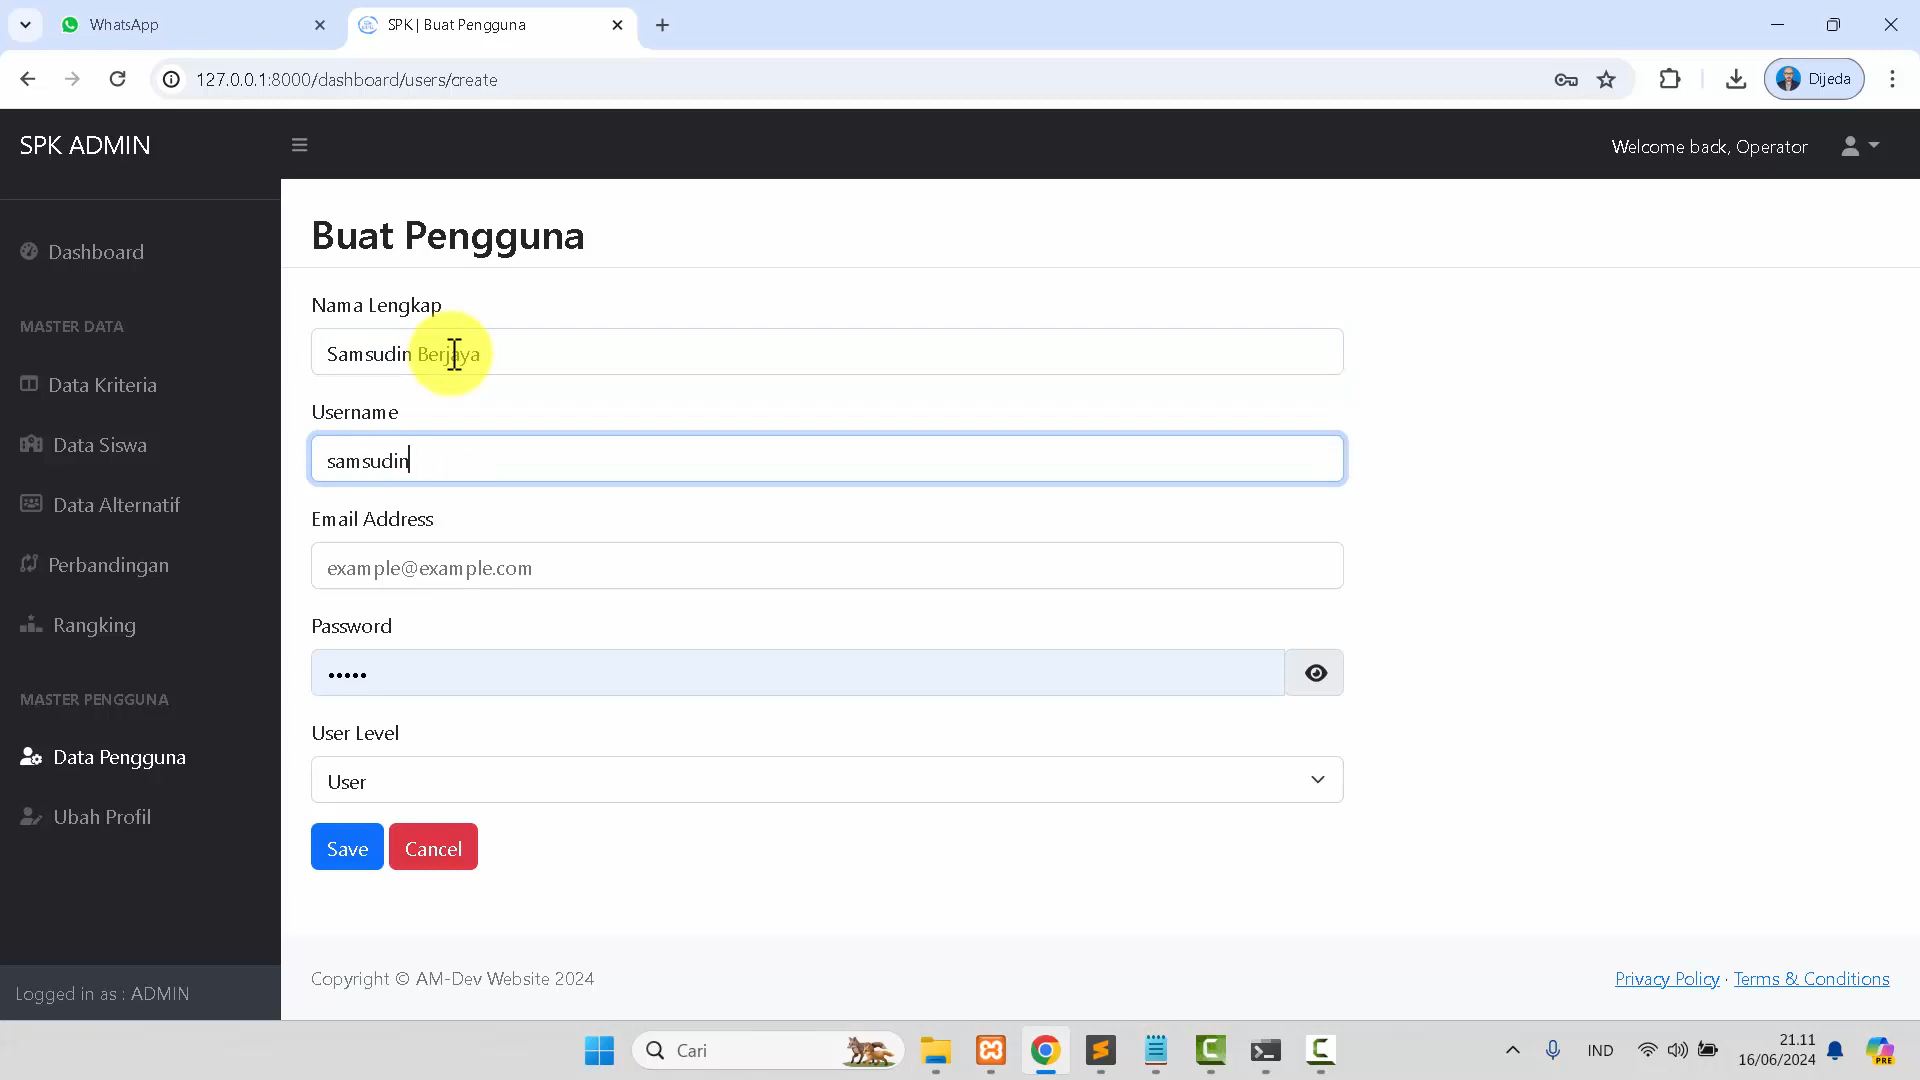 WhatsApp
SPK | Buat Pengguna
127.0.0.1:8000/dashboard/users/create
Dijeda
SPK ADMIN
Welcome back, Operator
Dashboard
MASTER DATA
Data Kriteria
Data Siswa
Data Alternatif
Perbandingan
Rangking
MASTER PENGGUNA
Data Pengguna
Ubah Profil
Logged in as : ADMIN
Buat Pengguna
Nama Lengkap
Samsudin Berjaya
Username
samsudin
Email Address
example@example.com
Password
•••••
User Level
User
Save
Cancel
Copyright © AM-Dev Website 2024
Privacy Policy · Terms & Conditions
Cari
IND
21.11
16/06/2024
PRE